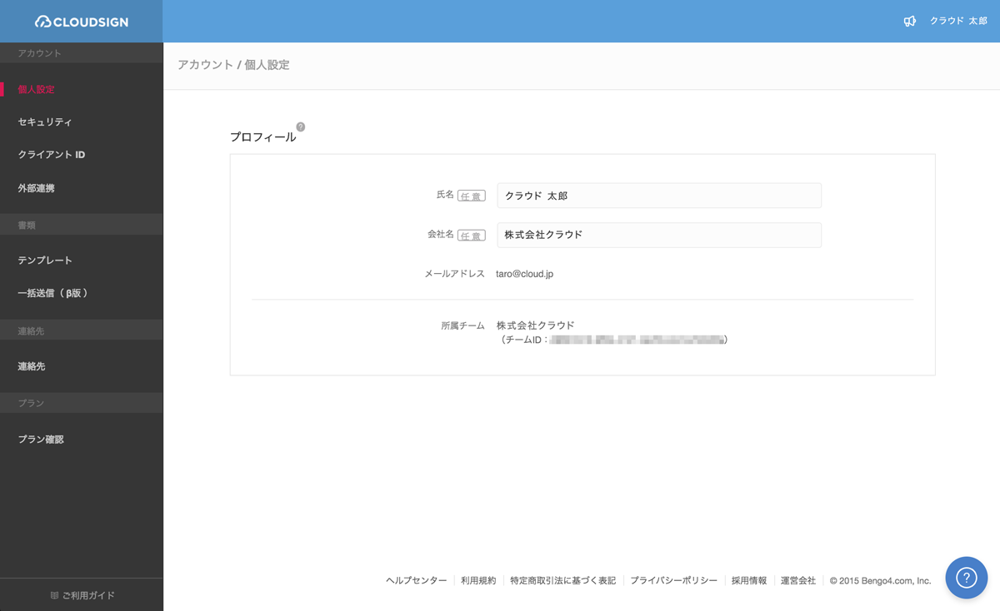 CLOUDSIGN
クラウド 太郎
アカウント
個人設定
セキュリティ
クライアント ID
外部連携
書類
テンプレート
一括送信（β版）
連絡先
連絡先
プラン
プラン確認
ご利用ガイド
アカウント / 個人設定
プロフィール ?
氏名 任意 クラウド 太郎
会社名 任意 株式会社クラウド
メールアドレス taro@cloud.jp
所属チーム 株式会社クラウド
（チームID： ）
ヘルプセンター 利用規約 特定商取引法に基づく表記 プライバシーポリシー 採用情報 運営会社 © 2015 Bengo4.com, Inc.
?